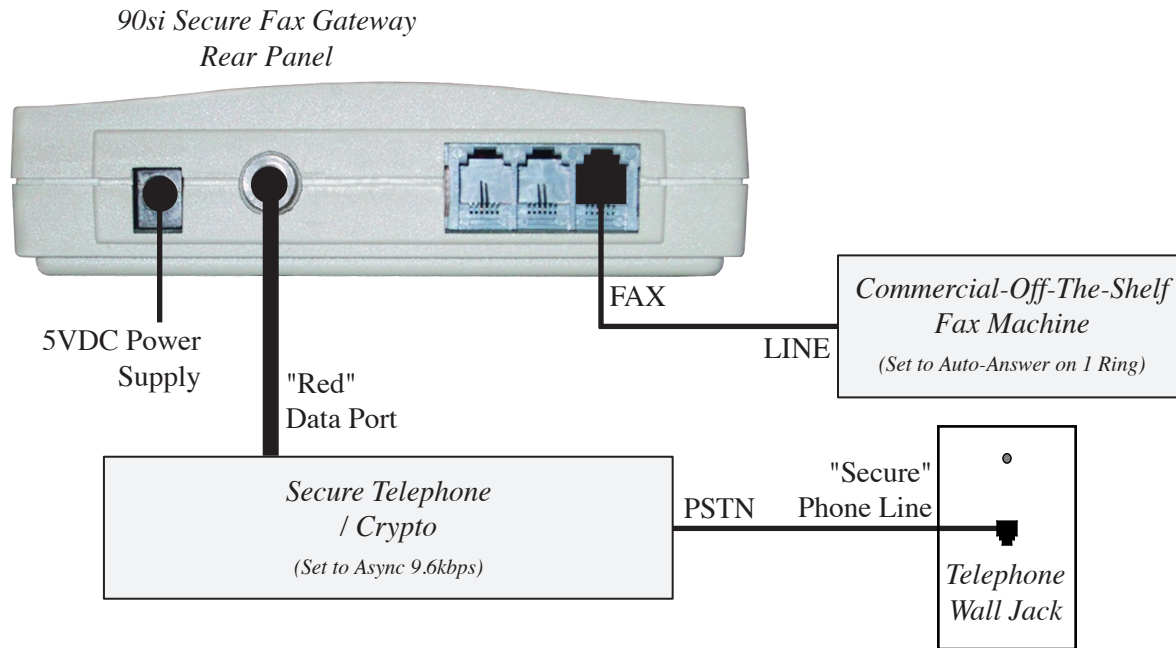 90si Secure Fax Gateway
Rear Panel
5VDC Power
Supply
"Red"
Data Port
FAX
LINE
Commercial-Off-The-Shelf
Fax Machine
(Set to Auto-Answer on 1 Ring)
Secure Telephone
/ Crypto
(Set to Async 9.6kbps)
PSTN
"Secure"
Phone Line
Telephone
Wall Jack